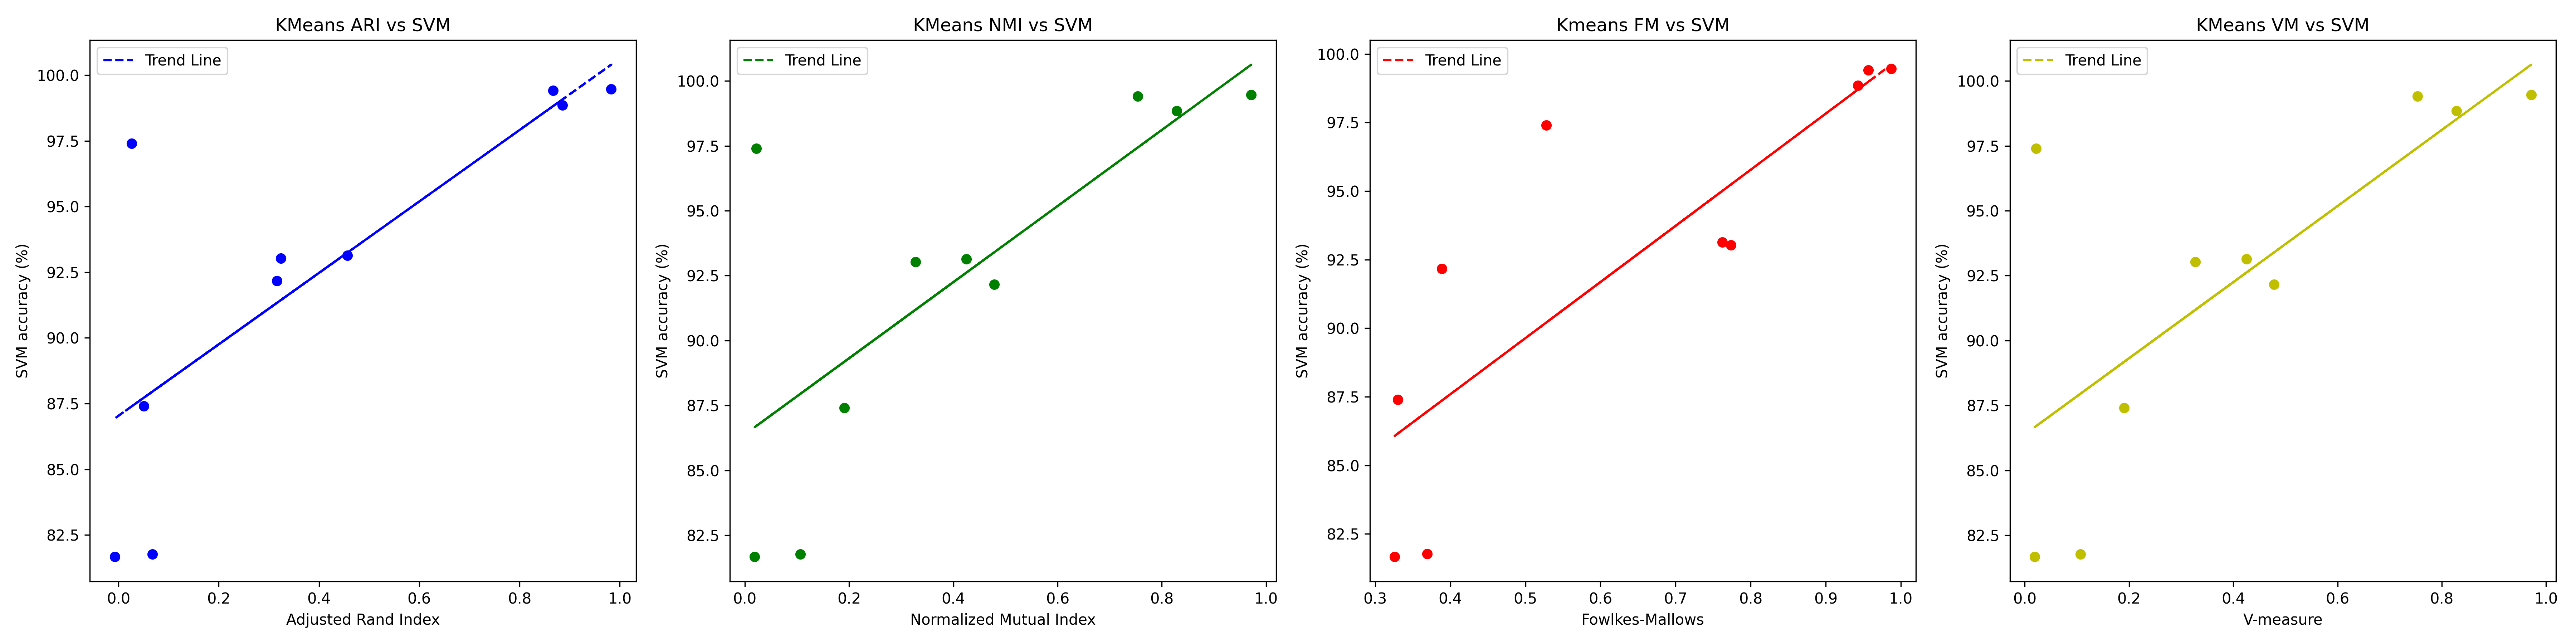 KMeans ARI vs SVM
Trend Line
100.0
97.5
95.0
92.5
90.0
87.5
85.0
82.5
SVM accuracy (%)
0.0 0.2 0.4 0.6 0.8 1.0
Adjusted Rand Index
KMeans NMI vs SVM
Trend Line
100.0
97.5
95.0
92.5
90.0
87.5
85.0
82.5
SVM accuracy (%)
0.0 0.2 0.4 0.6 0.8 1.0
Normalized Mutual Index
Kmeans FM vs SVM
Trend Line
100.0
97.5
95.0
92.5
90.0
87.5
85.0
82.5
SVM accuracy (%)
0.3 0.4 0.5 0.6 0.7 0.8 0.9 1.0
Fowlkes-Mallows
KMeans VM vs SVM
Trend Line
100.0
97.5
95.0
92.5
90.0
87.5
85.0
82.5
SVM accuracy (%)
0.0 0.2 0.4 0.6 0.8 1.0
V-measure